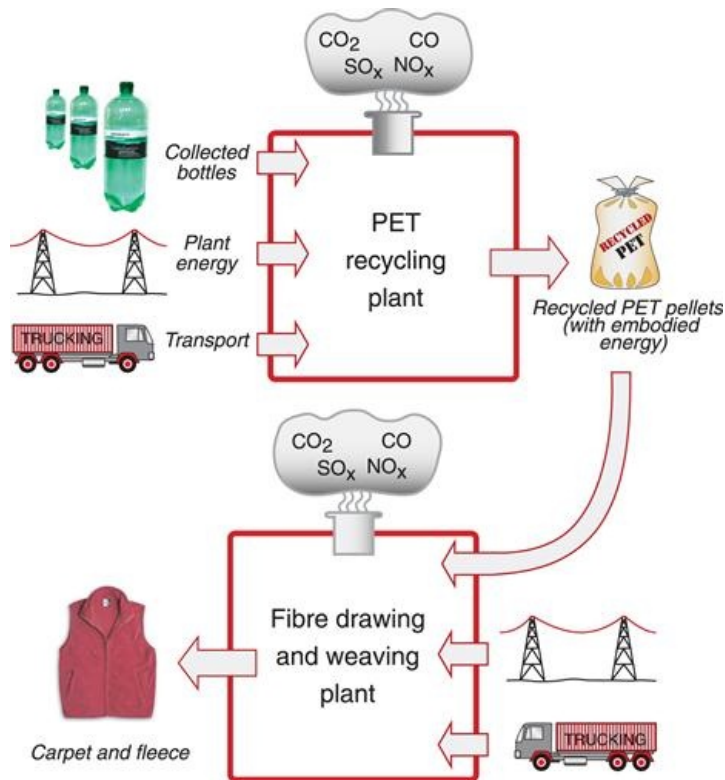 CO₂ CO
SOₓ NOₓ
Collected
bottles
Plant
energy
TRUCKING
Transport
PET
recycling
plant
RECYCLED
PET
Recycled PET pellets
(with embodied
energy)
CO₂ CO
SOₓ NOₓ
Fibre drawing
and weaving
plant
TRUCKING
Carpet and fleece